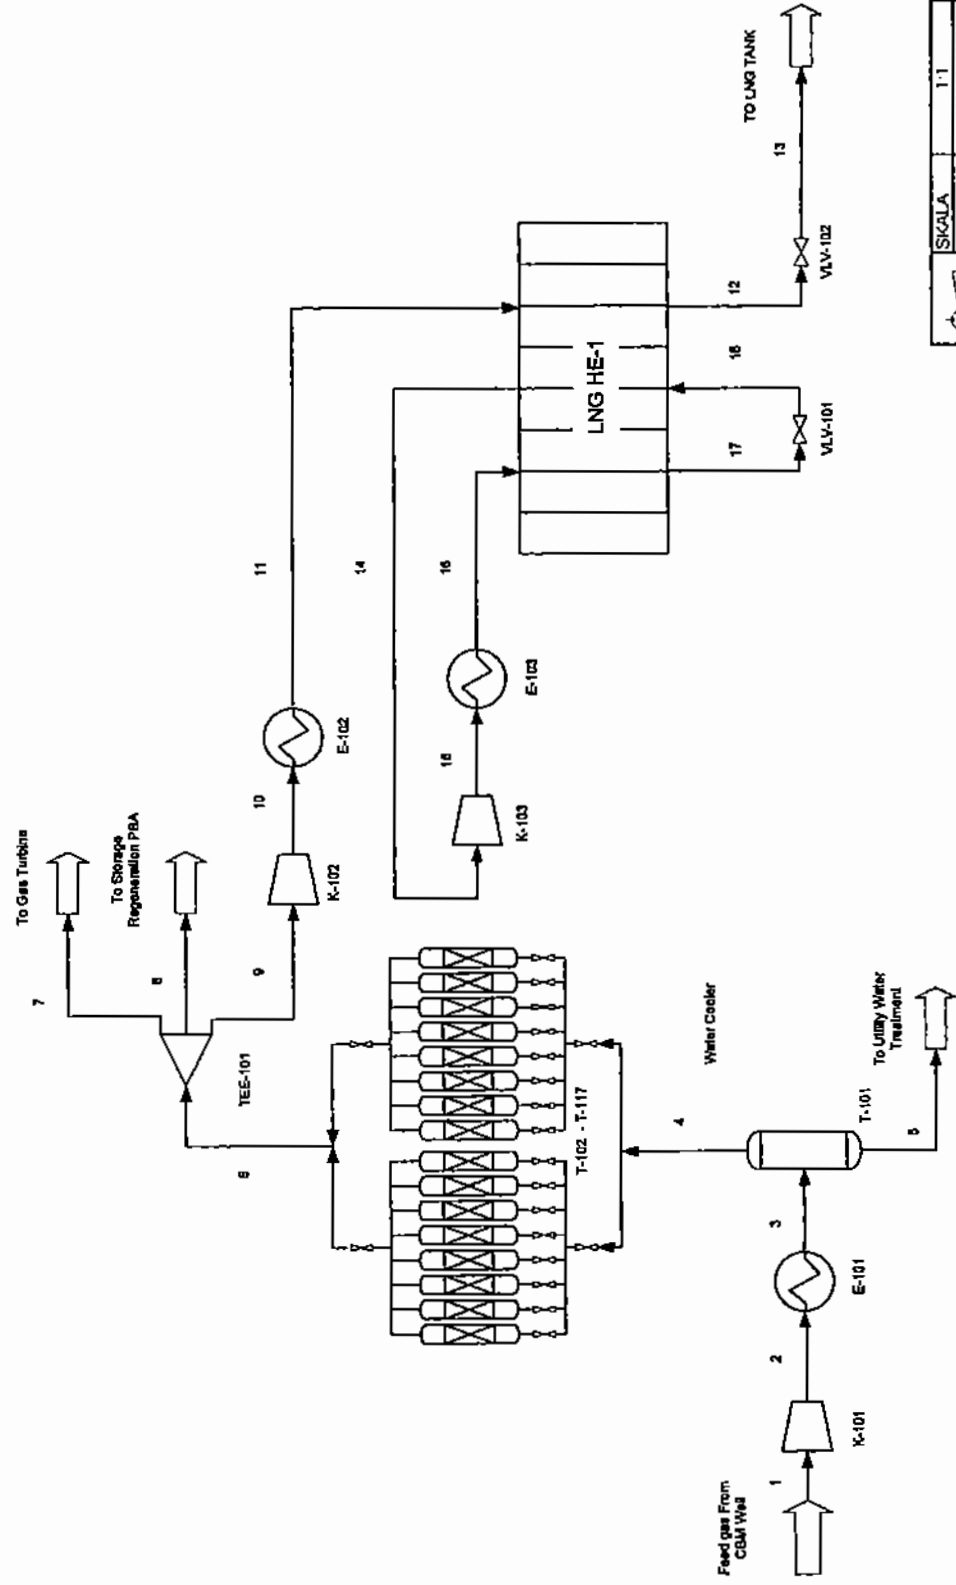 To Gas Turbine
7
To Storage
Regeneration PBA
8
9
TEE-101
6
K-102
10
E-102
11
14
K-103
15
E-103
16
LNG HE-1
17
VLV-101
18
12
VLV-102
13
TO LNG TANK
T-102 - T-117
4
Water Cooler
To Utility Water
Treatment
5
T-101
3
E-101
2
K-101
1
Feed gas From
CBM Well
SKALA 1:1